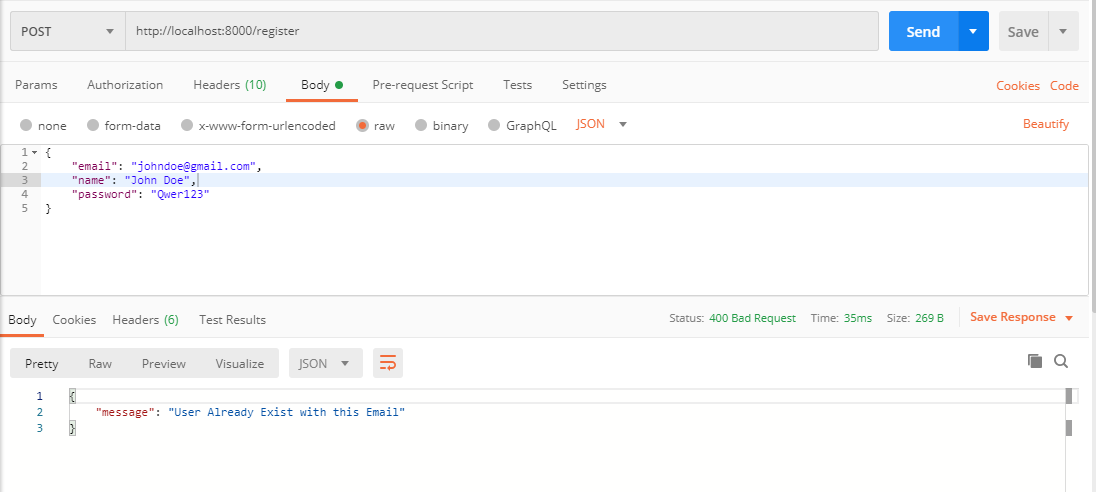 POST http://localhost:8000/register Send Save
Params Authorization Headers (10) Body Pre-request Script Tests Settings Cookies Code
none form-data x-www-form-urlencoded raw binary GraphQL JSON Beautify
1 {
2 "email": "johndoe@gmail.com",
3 "name": "John Doe",
4 "password": "Qwer123"
5 }
Body Cookies Headers (6) Test Results Status: 400 Bad Request Time: 35ms Size: 269 B Save Response
Pretty Raw Preview Visualize JSON
1 {
2 "message": "User Already Exist with this Email"
3 }